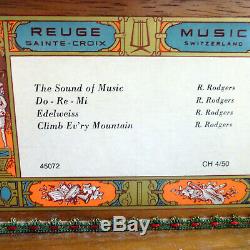 REUGE MUSIC
SAINTE-CROIX SWITZERLAND
The Sound of Music R. Rodgers
Do - Re - Mi R. Rodgers
Edelweiss R. Rodgers
Climb Ev'ry Mountain R. Rodgers
45072 CH 4/50